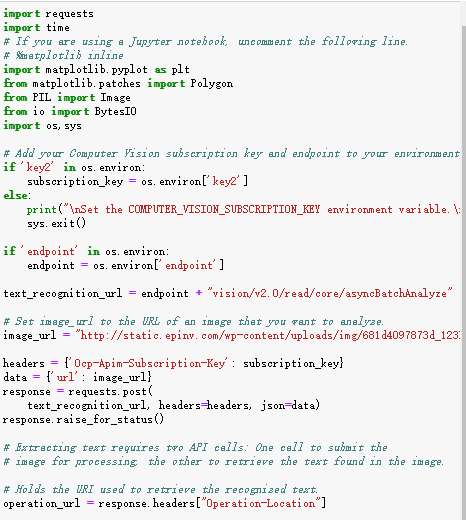 import requests
import time
# If you are using a Jupyter notebook, uncomment the following line.
# %matplotlib inline
import matplotlib.pyplot as plt
from matplotlib.patches import Polygon
from PIL import Image
from io import BytesIO
import os,sys
# Add your Computer Vision subscription key and endpoint to your environment
if 'key2' in os.environ:
    subscription_key = os.environ['key2']
else:
    print("\nSet the COMPUTER_VISION_SUBSCRIPTION_KEY environment variable.\
    sys.exit()
if 'endpoint' in os.environ:
    endpoint = os.environ['endpoint']
text_recognition_url = endpoint + "vision/v2.0/read/core/asyncBatchAnalyze"
# Set image_url to the URL of an image that you want to analyze.
image_url = "http://static.epinv.com/wp-content/uploads/img/681d4097873d_123
headers = {'Ocp-Apim-Subscription-Key': subscription_key}
data = {'url': image_url}
response = requests.post(
    text_recognition_url, headers=headers, json=data)
response.raise_for_status()
# Extracting text requires two API calls: One call to submit the
# image for processing, the other to retrieve the text found in the image.
# Holds the URI used to retrieve the recognized text.
operation_url = response.headers["Operation-Location"]